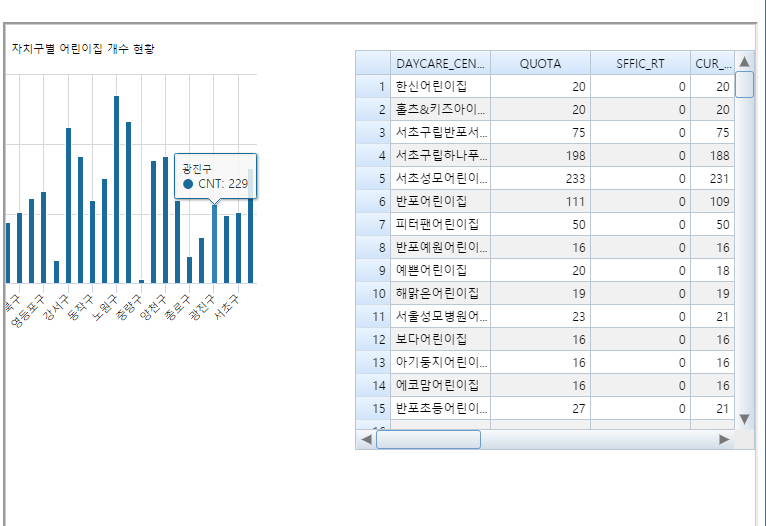 자치구별 어린이집 개수 현황
광진구
CNT: 229
북구
영등포구
강서구
동작구
노원구
중랑구
양천구
종로구
광진구
서초구
DAYCARE_CEN... QUOTA SFFIC_RT CUR_...
1 한신어린이집 20 0 20
2 홀츠&키즈아이... 20 0 20
3 서초구립반포서... 75 0 75
4 서초구립하나푸... 198 0 188
5 서초성모어린이... 233 0 231
6 반포어린이집 111 0 109
7 피터팬어린이집 50 0 50
8 반포예원어린이... 16 0 16
9 예쁜어린이집 20 0 18
10 해맑은어린이집 19 0 19
11 서울성모병원어... 23 0 21
12 보다어린이집 16 0 16
13 아기둥지어린이... 16 0 16
14 에코맘어린이집 16 0 16
15 반포초등어린이... 27 0 21